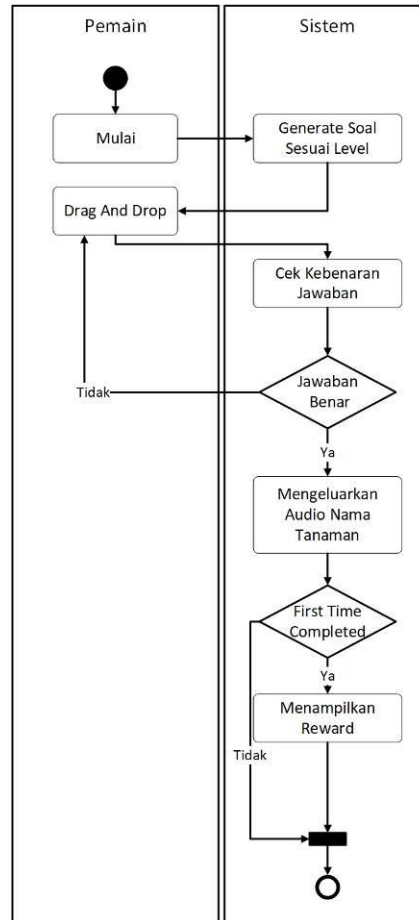 Pemain
Sistem
Mulai
Generate Soal
Sesuai Level
Drag And Drop
Cek Kebenaran
Jawaban
Jawaban
Benar
Tidak
Ya
Mengeluarkan
Audio Nama
Tanaman
First Time
Completed
Ya
Menampilkan
Reward
Tidak